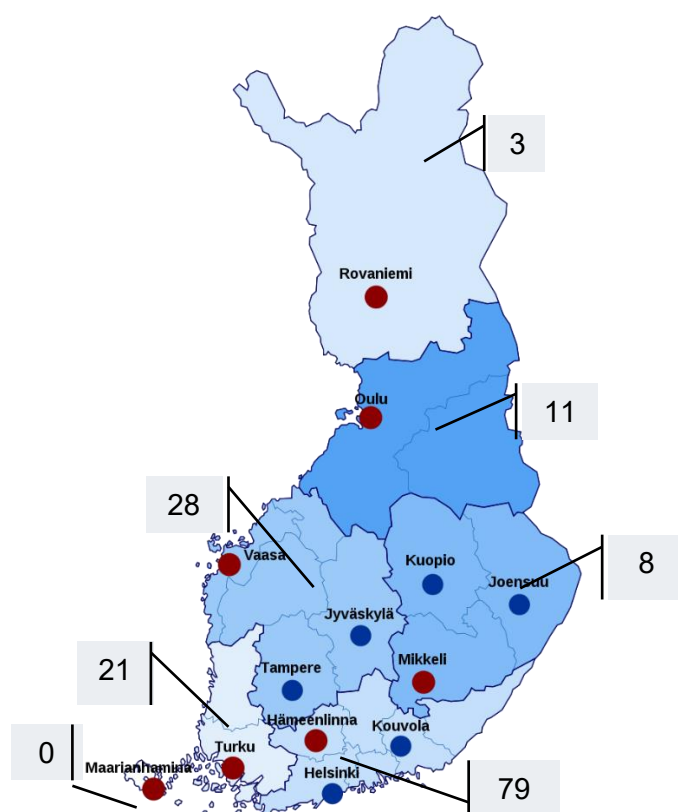 3
Rovaniemi
Oulu
11
28
Vaasa
Kuopio
Joensuu
8
Jyväskylä
21
Tampere
Mikkeli
Hämeenlinna
Kouvola
0
Maarianhamina
Turku
Helsinki
79